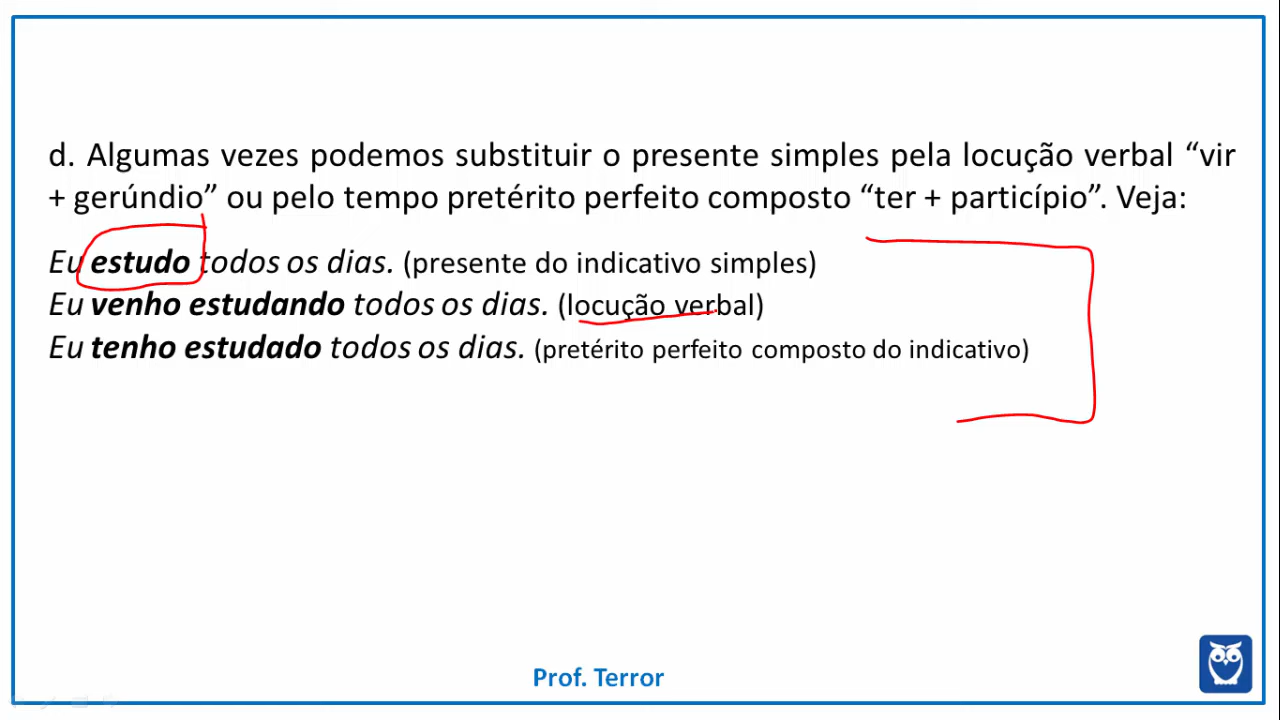 d. Algumas vezes podemos substituir o presente simples pela locução verbal “vir
+ gerúndio” ou pelo tempo pretérito perfeito composto “ter + particípio”. Veja:
Eu estudo todos os dias. (presente do indicativo simples)
Eu venho estudando todos os dias. (locução verbal)
Eu tenho estudado todos os dias. (pretérito perfeito composto do indicativo)
Prof. Terror